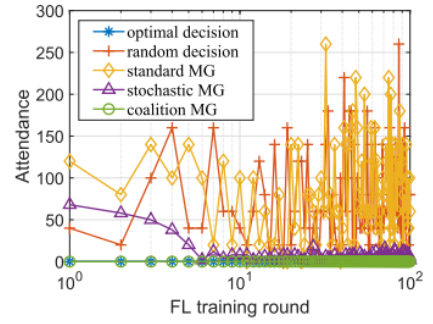 300
250
200
150
100
50
0
Attendance
optimal decision
random decision
standard MG
stochastic MG
coalition MG
10^0
10^1
10^2
FL training round